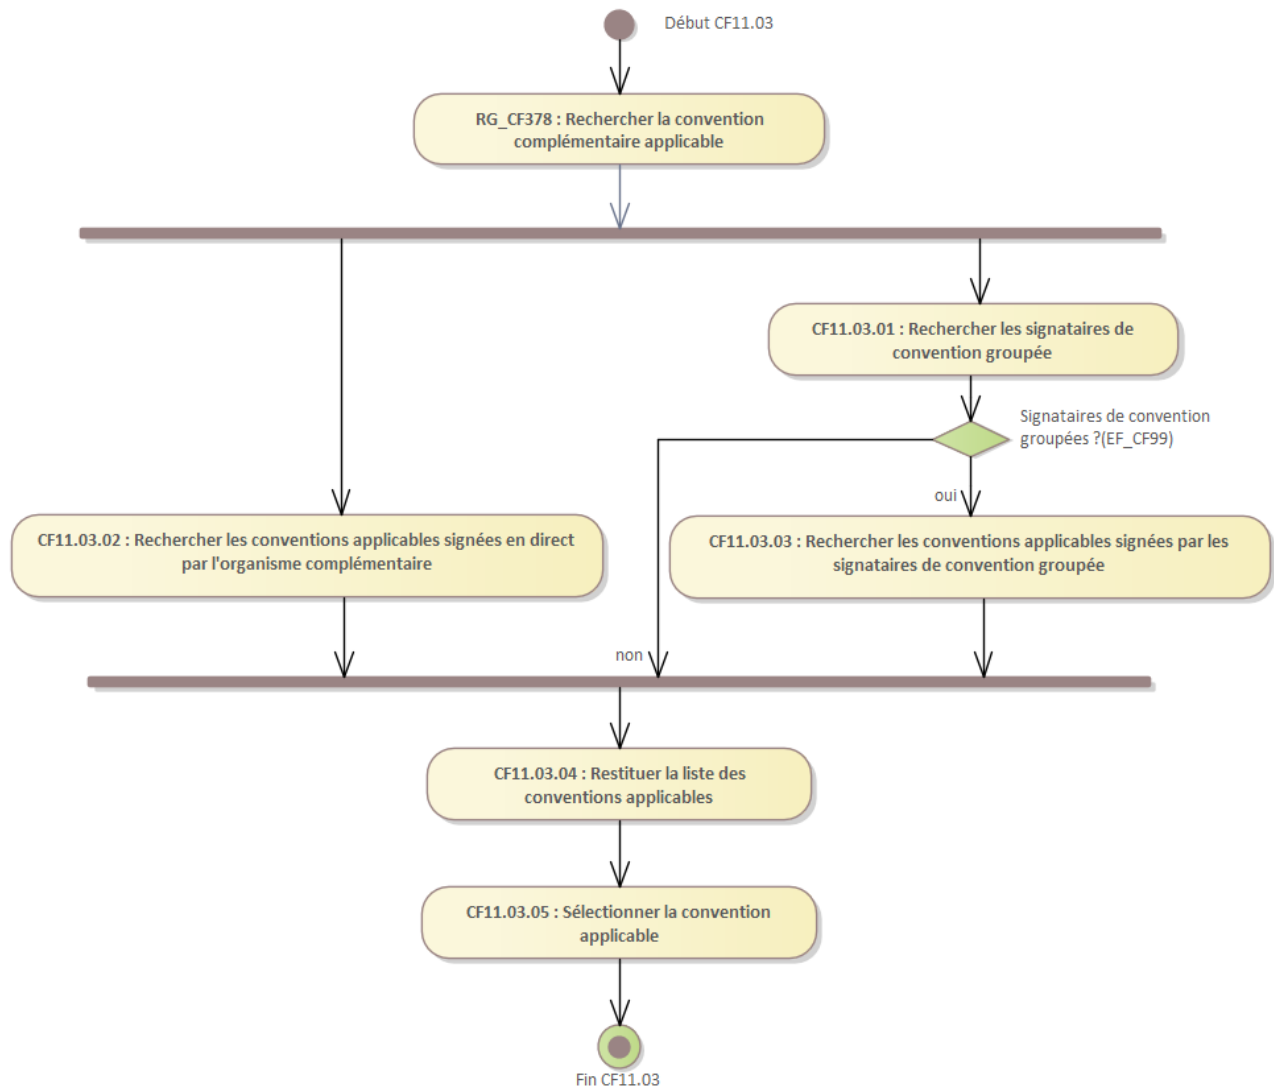 Début CF11.03
RG_CF378 : Rechercher la convention
complémentaire applicable
CF11.03.01 : Rechercher les signataires de
convention groupée
Signataires de convention
groupées ?(EF_CF99)
oui
CF11.03.02 : Rechercher les conventions applicables signées en direct
par l'organisme complémentaire
CF11.03.03 : Rechercher les conventions applicables signées par les
signataires de convention groupée
non
CF11.03.04 : Restituer la liste des
conventions applicables
CF11.03.05 : Sélectionner la convention
applicable
Fin CF11.03